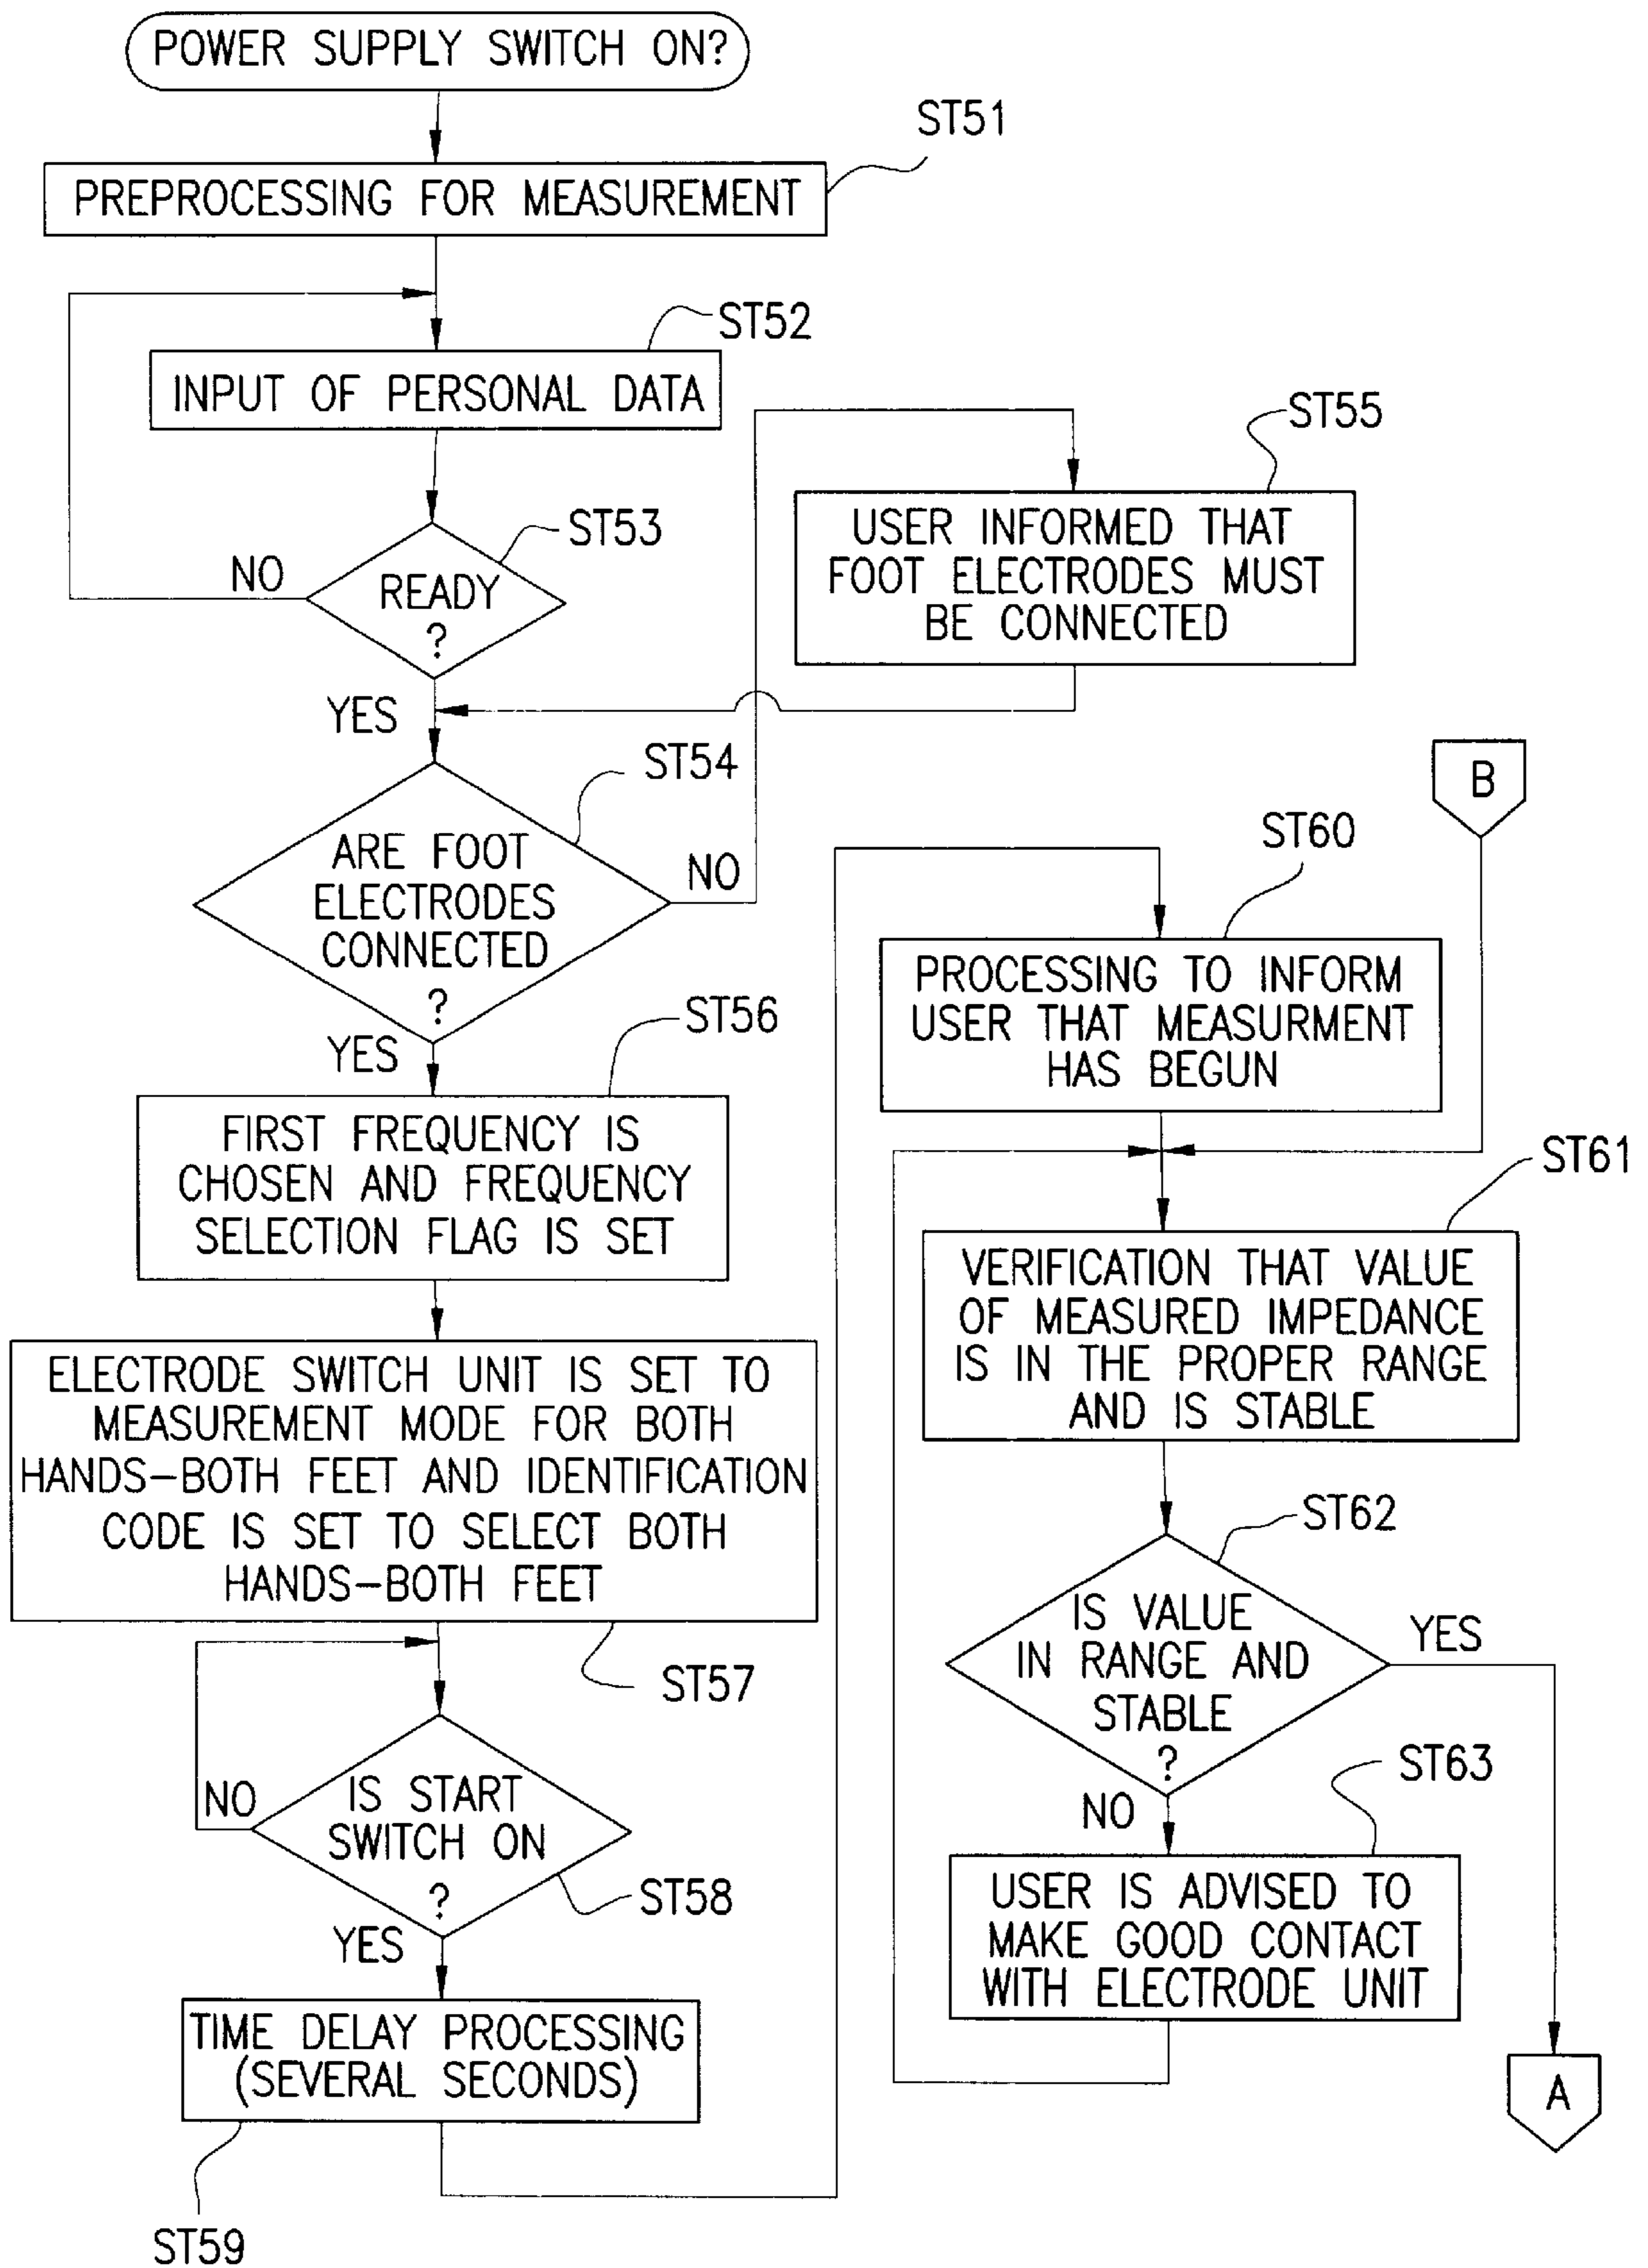 POWER SUPPLY SWITCH ON?
ST51
PREPROCESSING FOR MEASUREMENT
ST52
INPUT OF PERSONAL DATA
ST53
NO
READY
?
YES
ST55
USER INFORMED THAT
FOOT ELECTRODES MUST
BE CONNECTED
ST54
ARE FOOT
ELECTRODES
CONNECTED
?
NO
YES
ST56
FIRST FREQUENCY IS
CHOSEN AND FREQUENCY
SELECTION FLAG IS SET
ELECTRODE SWITCH UNIT IS SET TO
MEASUREMENT MODE FOR BOTH
HANDS-BOTH FEET AND IDENTIFICATION
CODE IS SET TO SELECT BOTH
HANDS-BOTH FEET
ST57
NO
IS START
SWITCH ON
?
ST58
YES
TIME DELAY PROCESSING
(SEVERAL SECONDS)
ST59
B
ST60
PROCESSING TO INFORM
USER THAT MEASURMENT
HAS BEGUN
ST61
VERIFICATION THAT VALUE
OF MEASURED IMPEDANCE
IS IN THE PROPER RANGE
AND IS STABLE
ST62
IS VALUE
IN RANGE AND
STABLE
?
YES
NO
ST63
USER IS ADVISED TO
MAKE GOOD CONTACT
WITH ELECTRODE UNIT
A